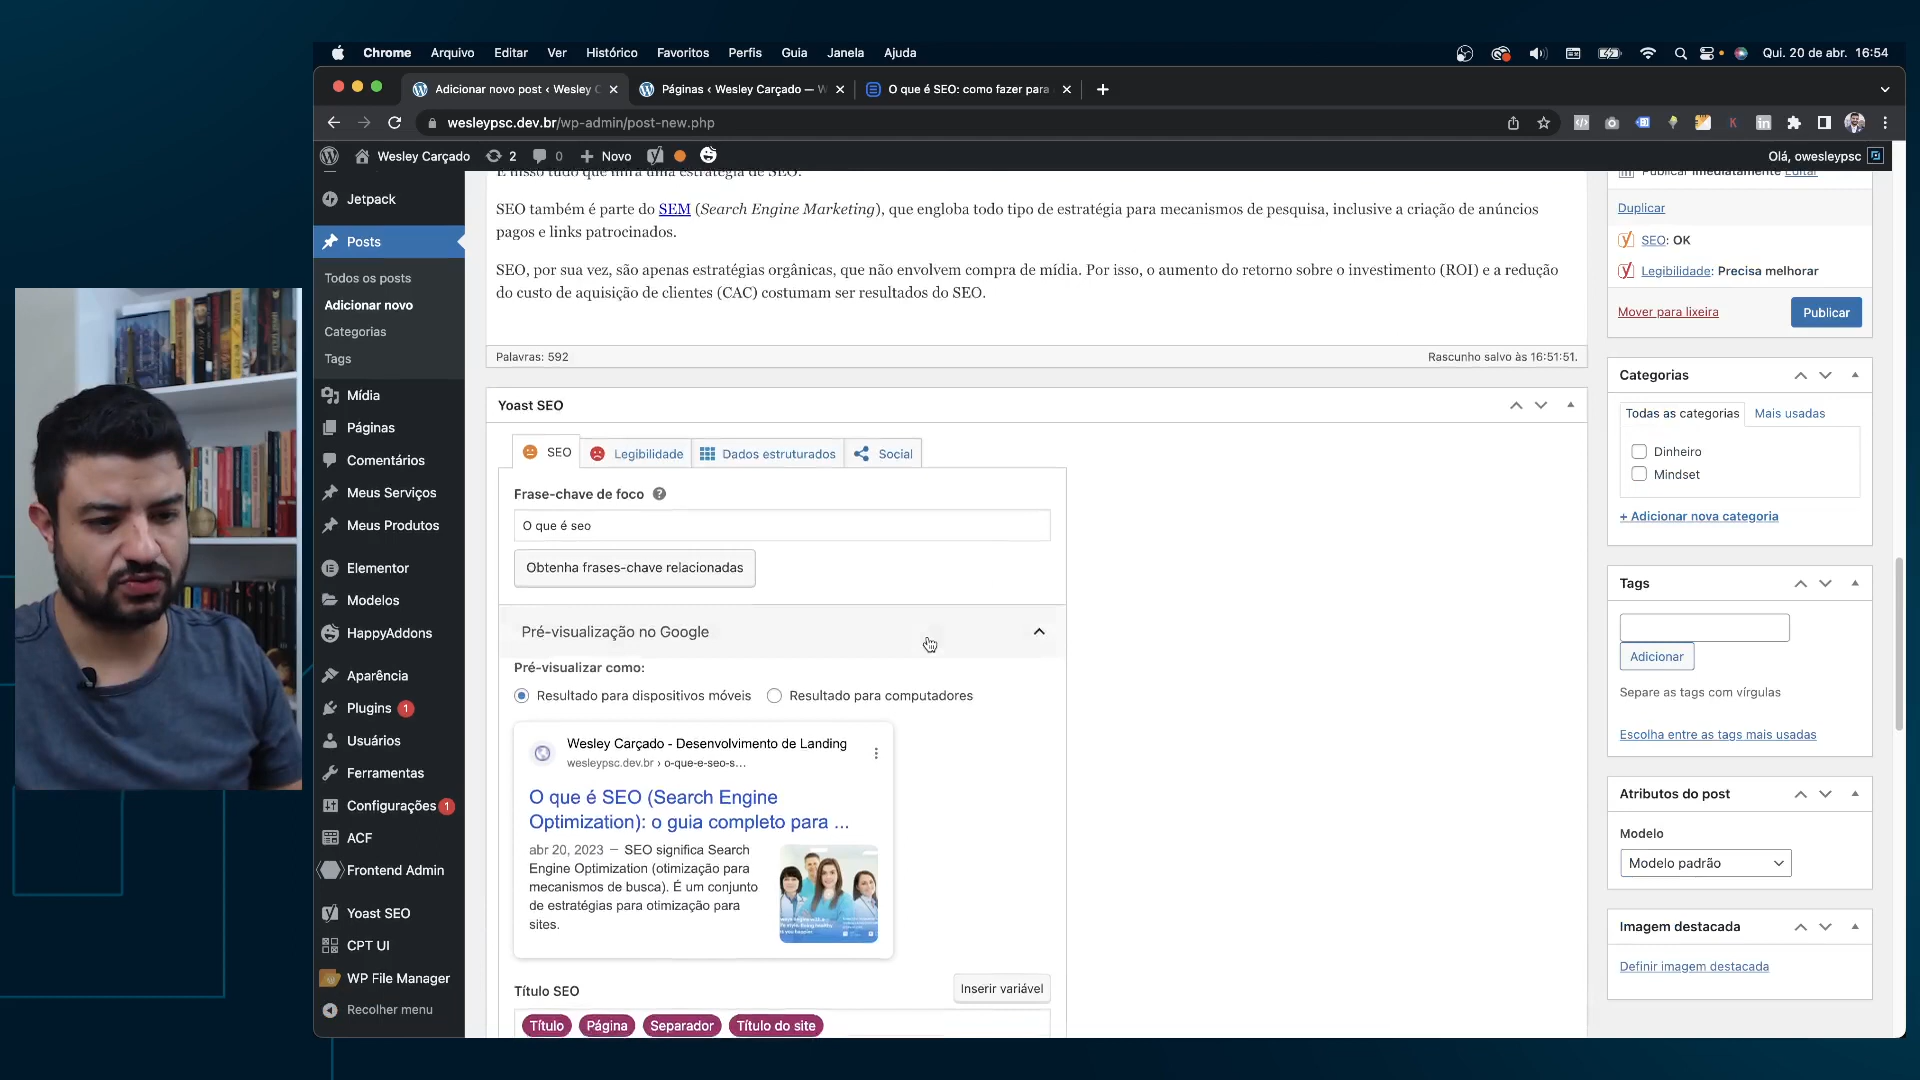 Chrome Arquivo Editar Ver Histórico Favoritos Perfis Guia Janela Ajuda
Qui. 20 de abr. 16:54
Adicionar novo post ‹ Wesley C
Páginas ‹ Wesley Carçado — W
O que é SEO: como fazer para
wesleypsc.dev.br/wp-admin/post-new.php
Wesley Carçado 2 0 Novo
Olá, owesleypsc
Jetpack
Posts
Todos os posts
Adicionar novo
Categorias
Tags
Mídia
Páginas
Comentários
Meus Serviços
Meus Produtos
Elementor
Modelos
HappyAddons
Aparência
Plugins 1
Usuários
Ferramentas
Configurações 1
ACF
Frontend Admin
Yoast SEO
CPT UI
WP File Manager
Recolher menu
É nisso tudo que mira uma estratégia de SEO.
SEO também é parte do SEM (Search Engine Marketing), que engloba todo tipo de estratégia para mecanismos de pesquisa, inclusive a criação de anúncios
pagos e links patrocinados.
SEO, por sua vez, são apenas estratégias orgânicas, que não envolvem compra de mídia. Por isso, o aumento do retorno sobre o investimento (ROI) e a redução
do custo de aquisição de clientes (CAC) costumam ser resultados do SEO.
Palavras: 592
Rascunho salvo às 16:51:51.
Yoast SEO
SEO
Legibilidade
Dados estruturados
Social
Frase-chave de foco
O que é seo
Obtenha frases-chave relacionadas
Pré-visualização no Google
Pré-visualizar como:
Resultado para dispositivos móveis
Resultado para computadores
Wesley Carçado - Desenvolvimento de Landing
wesleypsc.dev.br › o-que-e-seo-s...
O que é SEO (Search Engine
Optimization): o guia completo para ...
abr 20, 2023 — SEO significa Search
Engine Optimization (otimização para
mecanismos de busca). É um conjunto
de estratégias para otimização para
sites.
Título SEO
Inserir variável
Título
Página
Separador
Título do site
Publicar imediatamente Editar
Duplicar
SEO: OK
Legibilidade: Precisa melhorar
Mover para lixeira
Publicar
Categorias
Todas as categorias
Mais usadas
Dinheiro
Mindset
+ Adicionar nova categoria
Tags
Adicionar
Separe as tags com vírgulas
Escolha entre as tags mais usadas
Atributos do post
Modelo
Modelo padrão
Imagem destacada
Definir imagem destacada